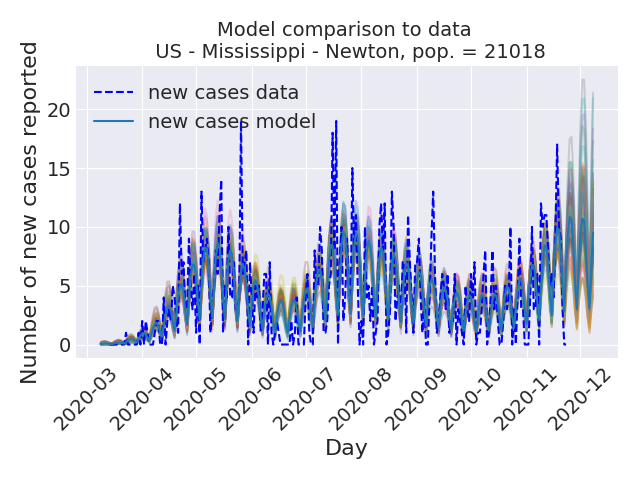 Model comparison to data
US - Mississippi - Newton, pop. = 21018
Number of new cases reported
20
15
10
5
0
new cases data
new cases model
2020-03
2020-04
2020-05
2020-06
2020-07
2020-08
2020-09
2020-10
2020-11
2020-12
Day